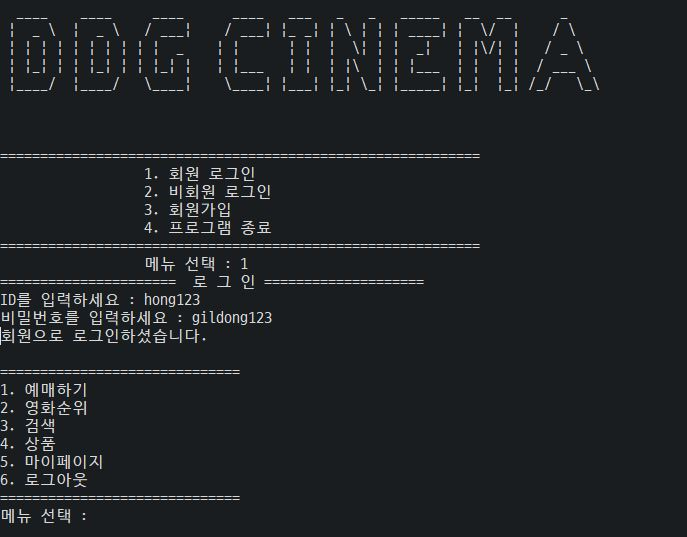 DDG CINEMA
============================================================
1. 회원 로그인
2. 비회원 로그인
3. 회원가입
4. 프로그램 종료
============================================================
메뉴 선택 : 1
====================== 로 그 인 ====================
ID를 입력하세요 : hong123
비밀번호를 입력하세요 : gildong123
회원으로 로그인하셨습니다.
==============================
1. 예매하기
2. 영화순위
3. 검색
4. 상품
5. 마이페이지
6. 로그아웃
==============================
메뉴 선택 :